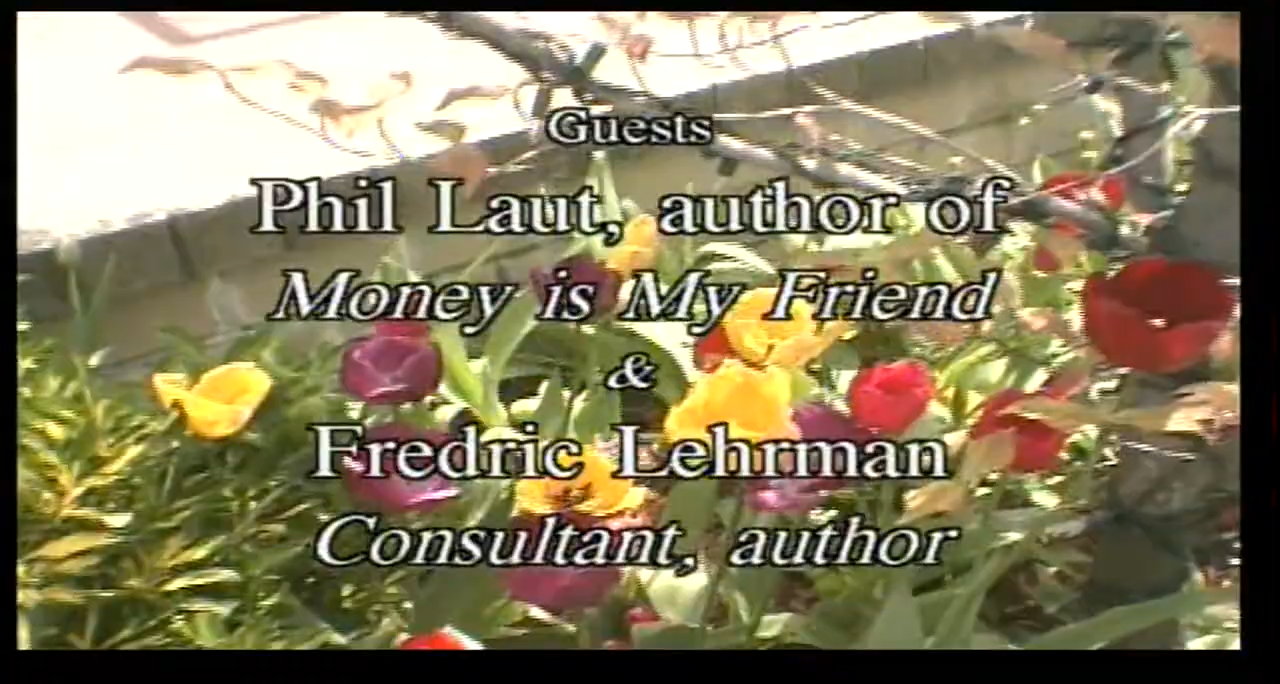 Guests
Phil Laut, author of
Money is My Friend
&
Fredric Lehrman
Consultant, author